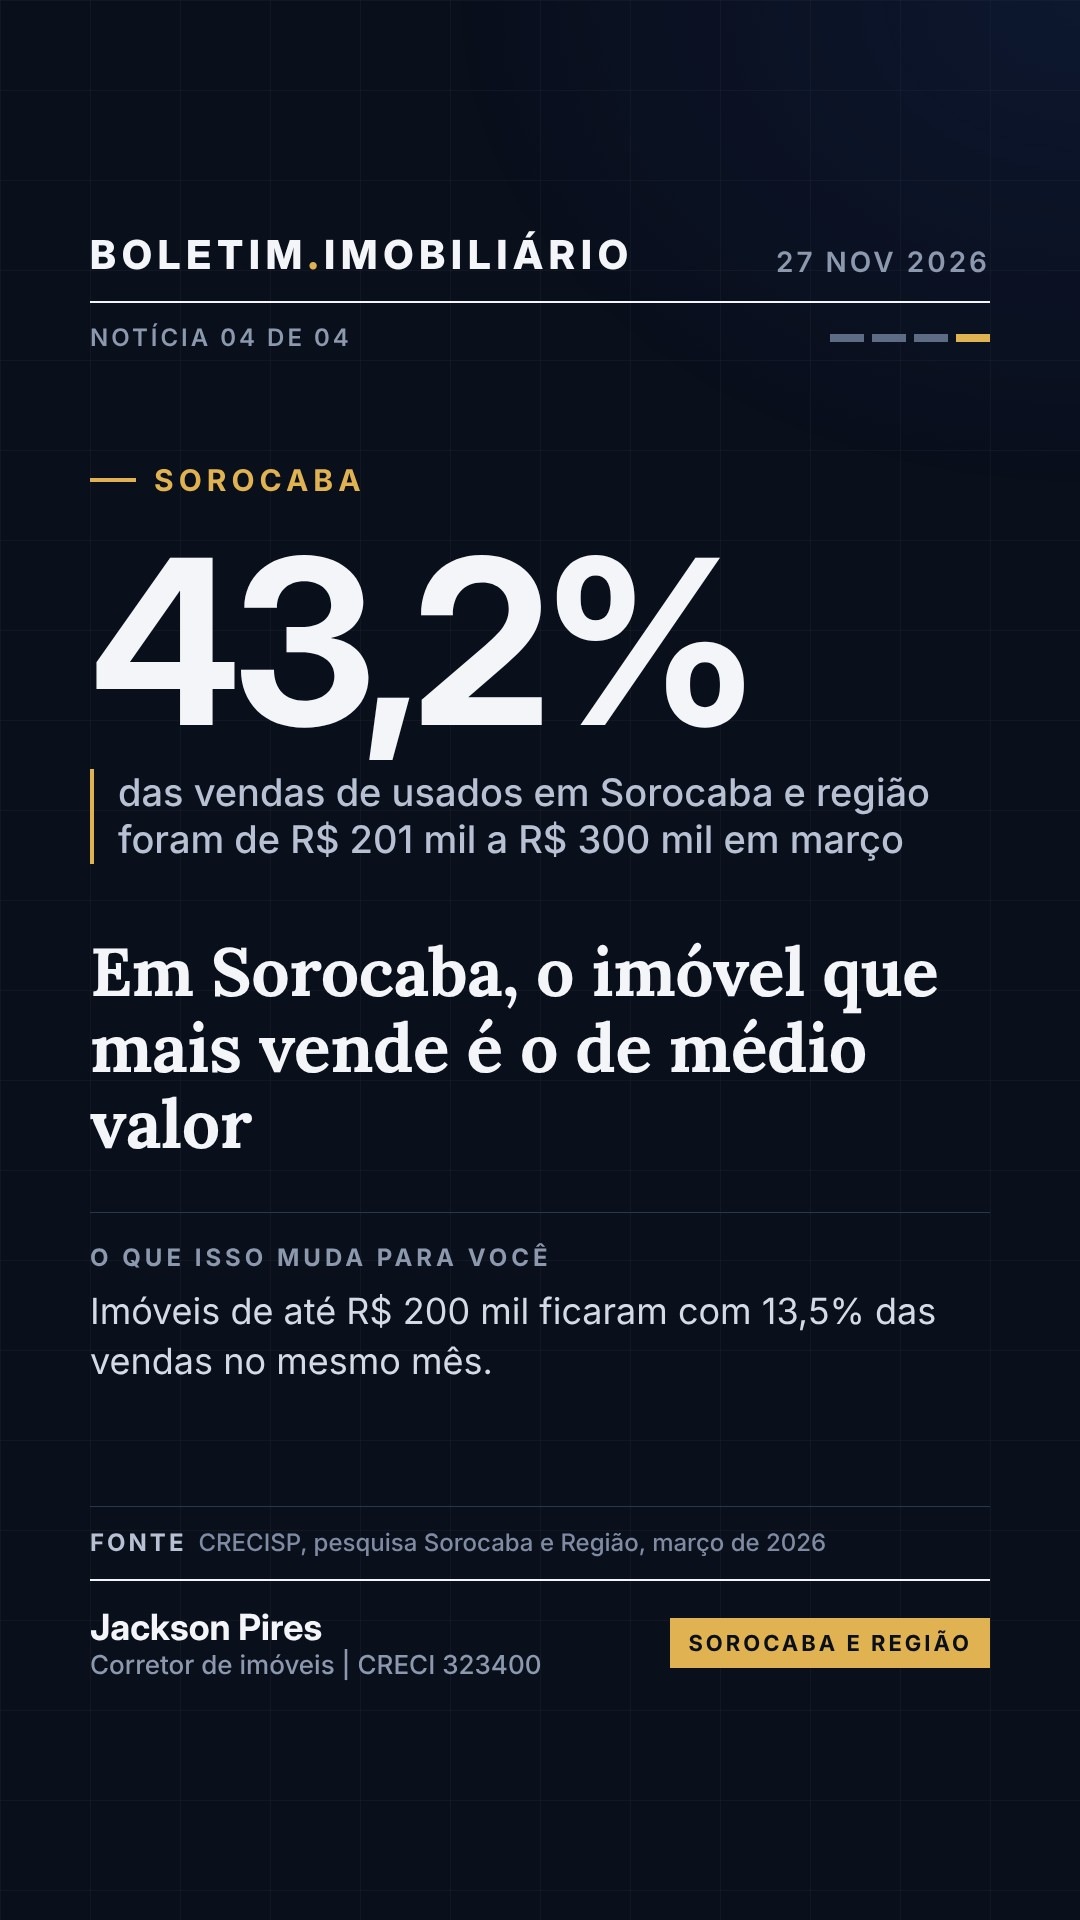 BOLETIM.IMOBILIÁRIO
27 NOV 2026
NOTÍCIA 04 DE 04
SOROCABA
43,2%
das vendas de usados em Sorocaba e região
foram de R$ 201 mil a R$ 300 mil em março
Em Sorocaba, o imóvel que
mais vende é o de médio
valor
O QUE ISSO MUDA PARA VOCÊ
Imóveis de até R$ 200 mil ficaram com 13,5% das
vendas no mesmo mês.
FONTE CRECISP, pesquisa Sorocaba e Região, março de 2026
Jackson Pires
Corretor de imóveis | CRECI 323400
SOROCABA E REGIÃO